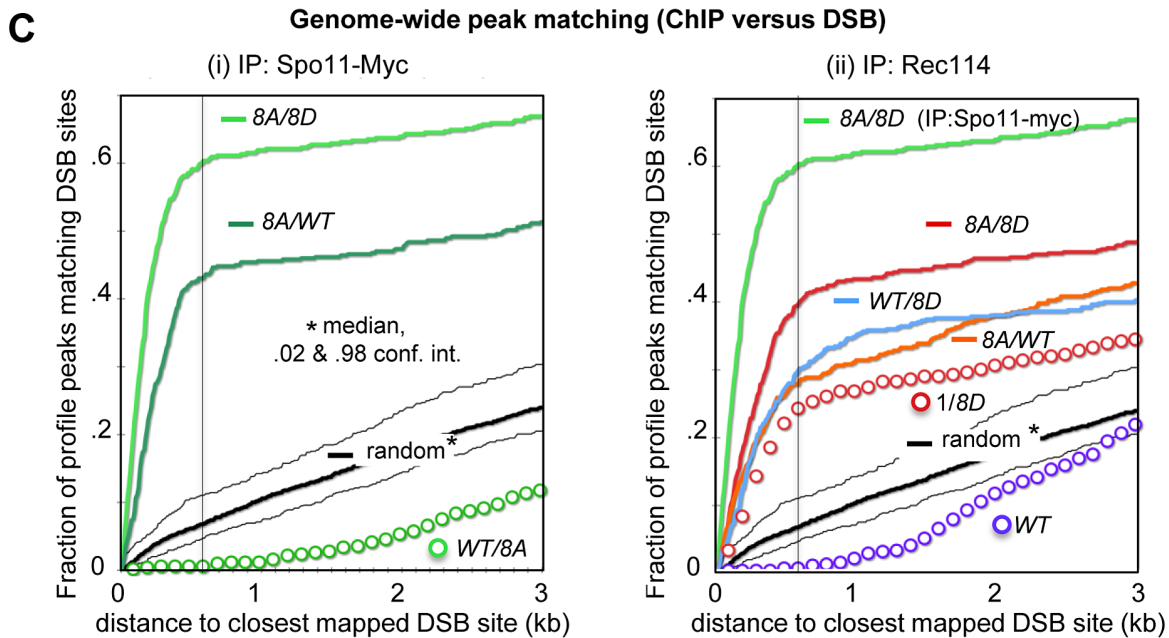 C
Genome-wide peak matching (ChIP versus DSB)
(i) IP: Spo11-Myc
Fraction of profile peaks matching DSB sites
.6
.4
.2
0
8A/8D
8A/WT
* median,
.02 & .98 conf. int.
random*
WT/8A
0 1 2 3
distance to closest mapped DSB site (kb)
(ii) IP: Rec114
Fraction of profile peaks matching DSB sites
.6
.4
.2
0
8A/8D (IP:Spo11-myc)
8A/8D
WT/8D
8A/WT
1/8D
random *
WT
0 1 2 3
distance to closest mapped DSB site (kb)